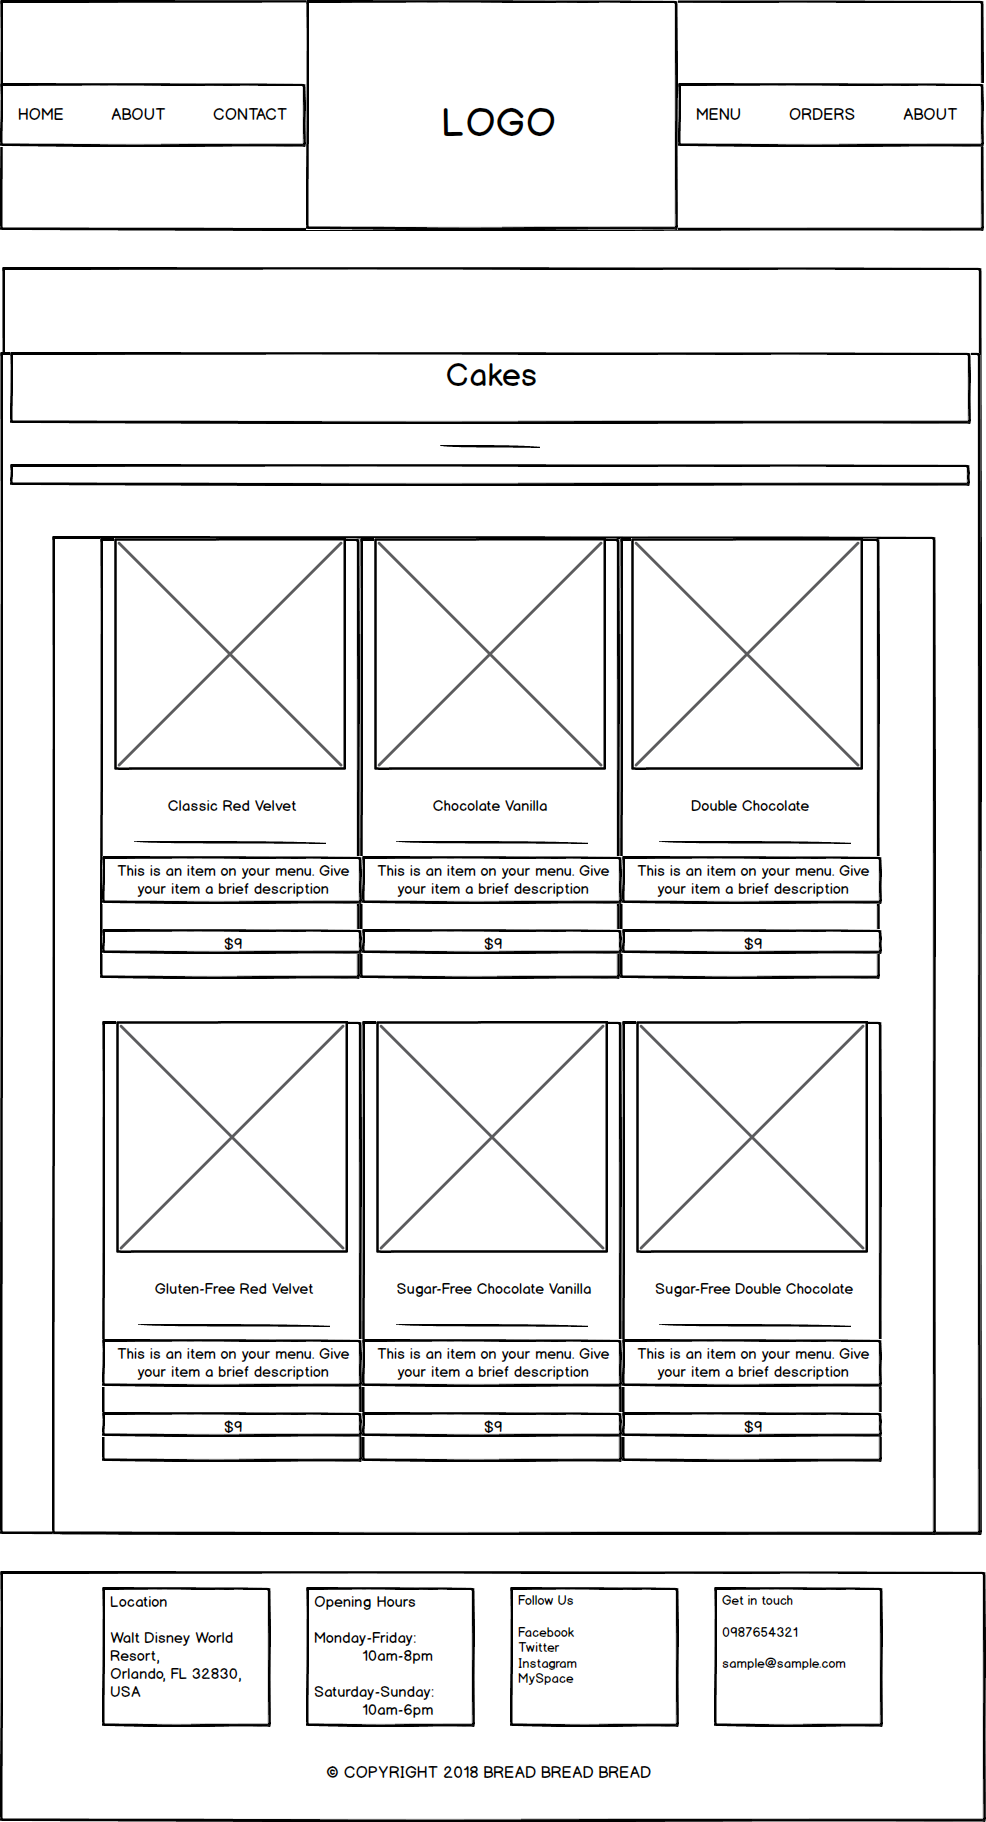 HOME ABOUT CONTACT
LOGO
MENU ORDERS ABOUT
Cakes
Classic Red Velvet
This is an item on your menu. Give
your item a brief description
$9
Chocolate Vanilla
This is an item on your menu. Give
your item a brief description
$9
Double Chocolate
This is an item on your menu. Give
your item a brief description
$9
Gluten-Free Red Velvet
This is an item on your menu. Give
your item a brief description
$9
Sugar-Free Chocolate Vanilla
This is an item on your menu. Give
your item a brief description
$9
Sugar-Free Double Chocolate
This is an item on your menu. Give
your item a brief description
$9
Location
Walt Disney World
Resort,
Orlando, FL 32830,
USA
Opening Hours
Monday-Friday:
10am-8pm
Saturday-Sunday:
10am-6pm
Follow Us
Facebook
Twitter
Instagram
MySpace
Get in touch
0987654321
sample@sample.com
© COPYRIGHT 2018 BREAD BREAD BREAD